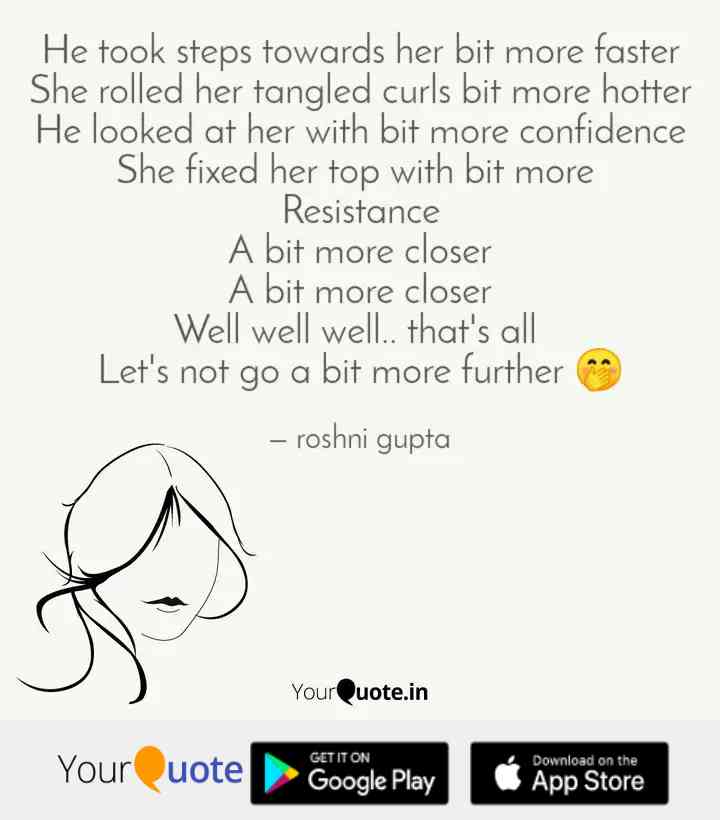 He took steps towards her bit more faster
She rolled her tangled curls bit more hotter
He looked at her with bit more confidence
She fixed her top with bit more
Resistance
A bit more closer
A bit more closer
Well well well.. that's all
Let's not go a bit more further 🤭
– roshni gupta
YourQuote.in
YourQuote
GET IT ON
Google Play
Download on the
App Store